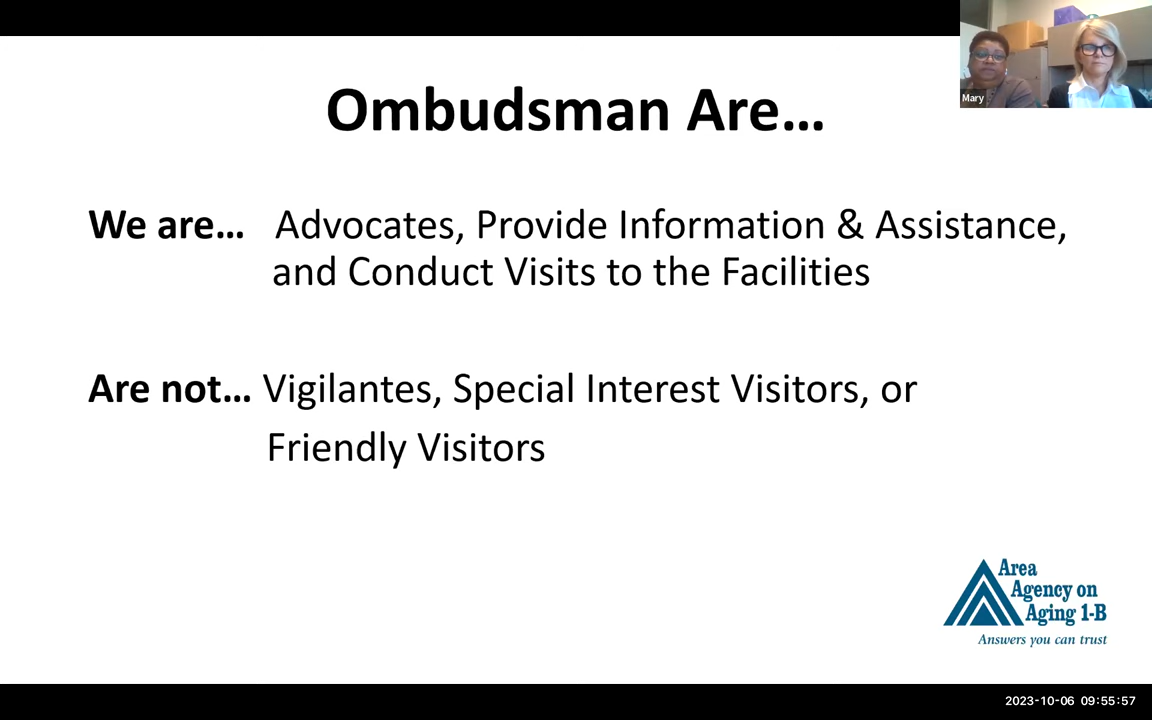 Mary
Ombudsman Are…
We are… Advocates, Provide Information & Assistance,
and Conduct Visits to the Facilities
Are not… Vigilantes, Special Interest Visitors, or
Friendly Visitors
Area
Agency on
Aging 1-B
Answers you can trust
2023-10-06 09:55:57